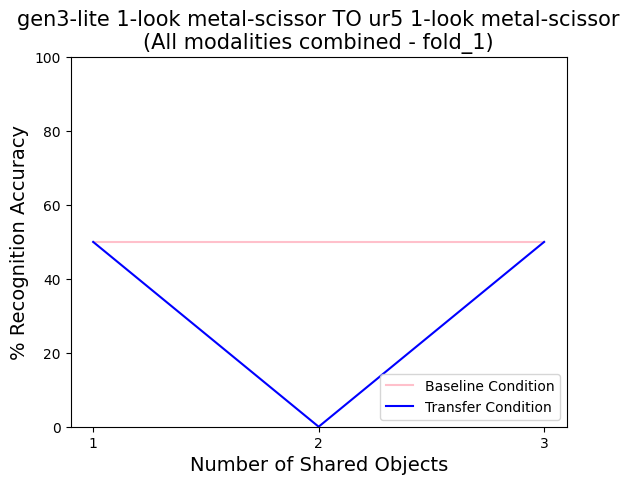 gen3-lite 1-look metal-scissor TO ur5 1-look metal-scissor
(All modalities combined - fold_1)
100
80
60
40
20
0
% Recognition Accuracy
Baseline Condition
Transfer Condition
1
2
3
Number of Shared Objects